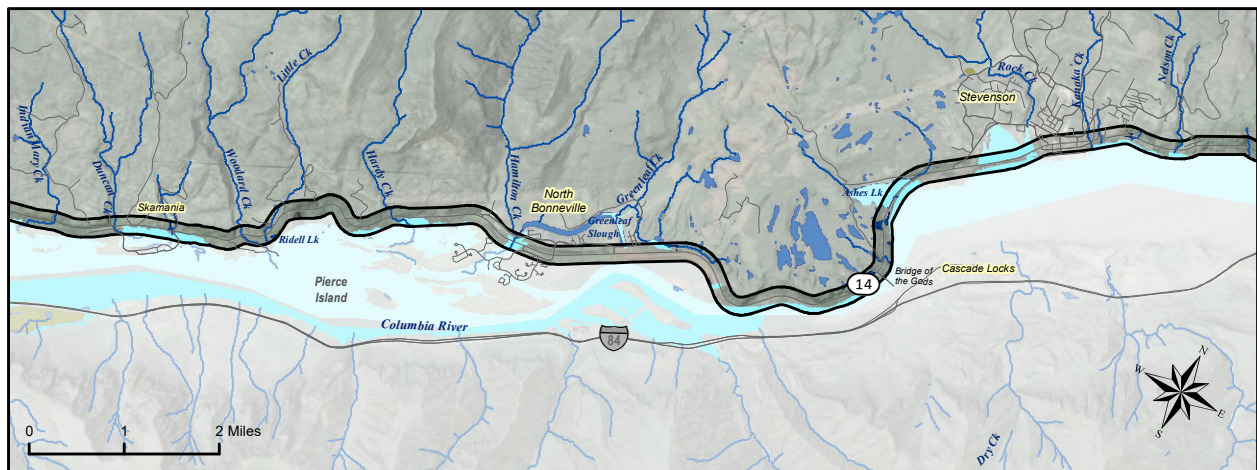 Indian Mary Ck
Duncan Ck
Skamania
Woodard Ck
Little Ck
Ridell Lk
Hardy Ck
Hamilton Ck
North
Bonneville
Greenleaf Ck
Greenleaf
Slough
Ashes Lk
Rock Ck
Stevenson
Kanaka Ck
Nelson Ck
Pierce
Island
Columbia River
84
14
Bridge of
the Gods
Cascade Locks
Dry Ck
0 1 2 Miles
N
W
E
S